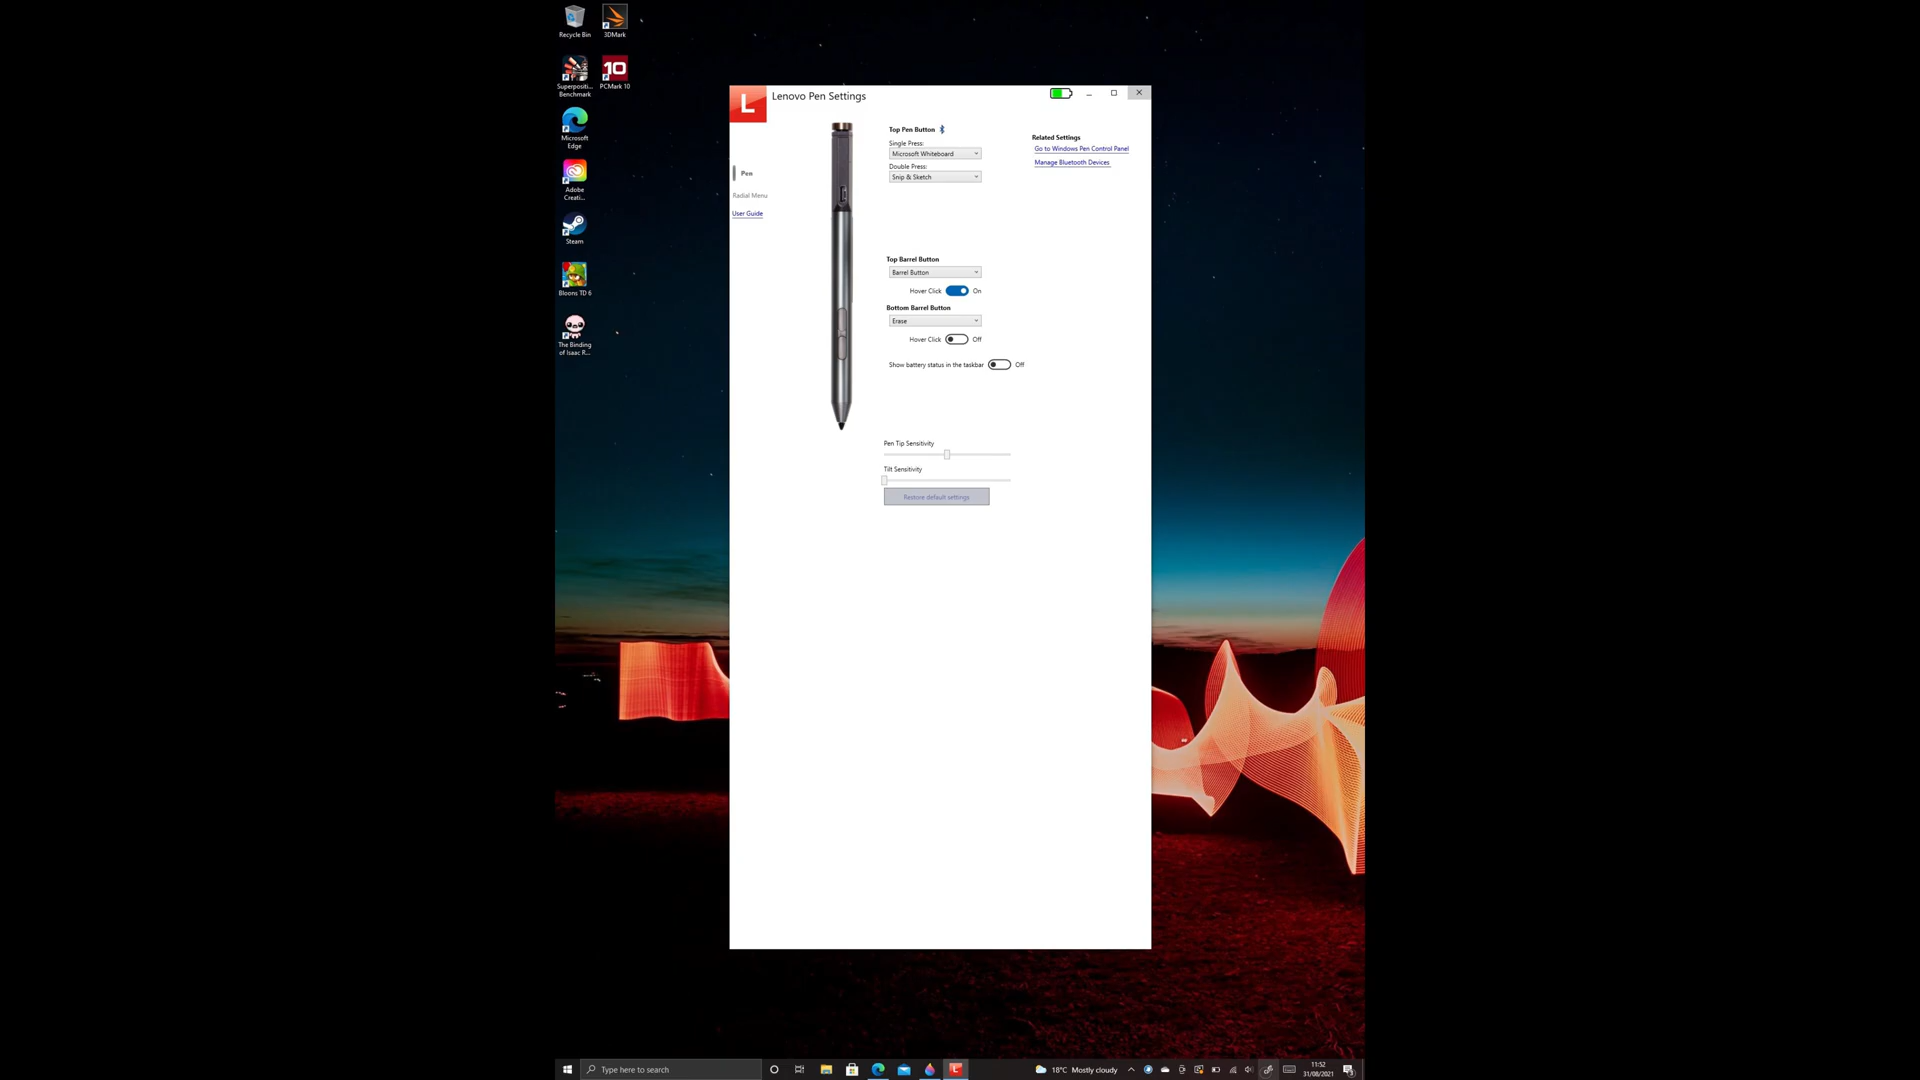 Recycle Bin
3DMark
Superpositi...
Benchmark
10
PCMark 10
Microsoft
Edge
Adobe
Creati...
Steam
Bloons TD 6
The Binding
of Isaac R...
L
Lenovo Pen Settings
Pen
Radial Menu
User Guide
Top Pen Button
Single Press:
Microsoft Whiteboard
Double Press:
Snip & Sketch
Related Settings
Go to Windows Pen Control Panel
Manage Bluetooth Devices
Top Barrel Button
Barrel Button
Hover Click On
Bottom Barrel Button
Erase
Hover Click Off
Show battery status in the taskbar Off
Pen Tip Sensitivity
Tilt Sensitivity
Restore default settings
Type here to search
L
18°C Mostly cloudy
11:52
31/08/2021